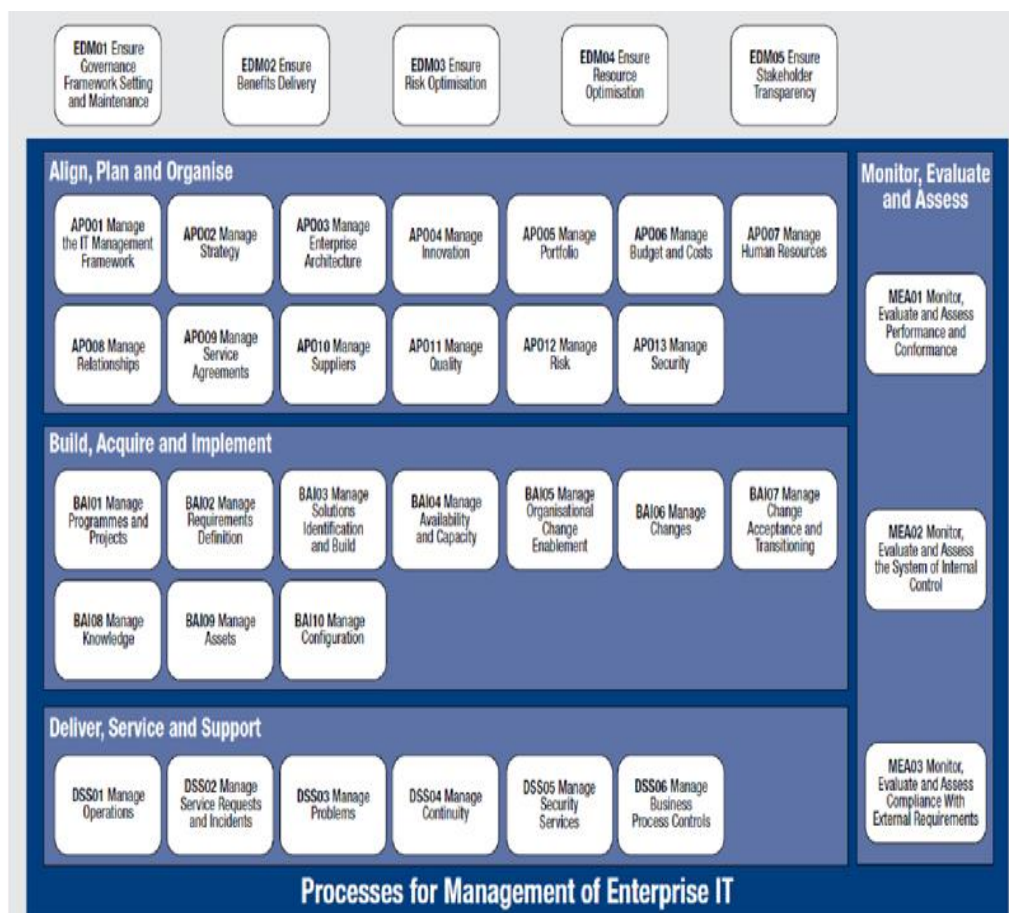 EDM01 Ensure
Governance
Framework Setting
and Maintenance
EDM02 Ensure
Benefits Delivery
EDM03 Ensure
Risk Optimisation
EDM04 Ensure
Resource
Optimisation
EDM05 Ensure
Stakeholder
Transparency
Align, Plan and Organise
APO01 Manage
the IT Management
Framework
APO02 Manage
Strategy
APO03 Manage
Enterprise
Architecture
APO04 Manage
Innovation
APO05 Manage
Portfolio
APO06 Manage
Budget and Costs
APO07 Manage
Human Resources
APO08 Manage
Relationships
APO09 Manage
Service
Agreements
APO10 Manage
Suppliers
APO11 Manage
Quality
APO12 Manage
Risk
APO13 Manage
Security
Build, Acquire and Implement
BAI01 Manage
Programmes and
Projects
BAI02 Manage
Requirements
Definition
BAI03 Manage
Solutions
Identification
and Build
BAI04 Manage
Availability
and Capacity
BAI05 Manage
Organisational
Change
Enablement
BAI06 Manage
Changes
BAI07 Manage
Change
Acceptance and
Transitioning
BAI08 Manage
Knowledge
BAI09 Manage
Assets
BAI10 Manage
Configuration
Deliver, Service and Support
DSS01 Manage
Operations
DSS02 Manage
Service Requests
and Incidents
DSS03 Manage
Problems
DSS04 Manage
Continuity
DSS05 Manage
Security
Services
DSS06 Manage
Business
Process Controls
Monitor, Evaluate
and Assess
MEA01 Monitor,
Evaluate and Assess
Performance and
Conformance
MEA02 Monitor,
Evaluate and Assess
the System of Internal
Control
MEA03 Monitor,
Evaluate and Assess
Compliance With
External Requirements
Processes for Management of Enterprise IT